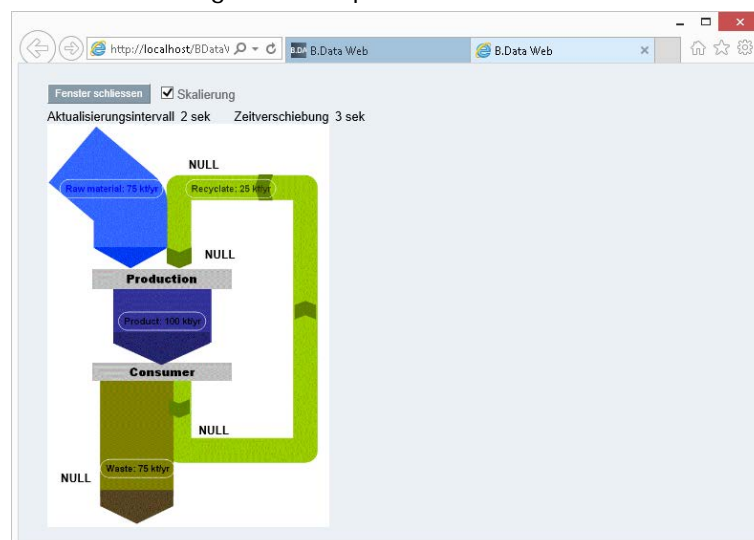 http://localhost/BData\
B.Data Web
B.Data Web
Fenster schliessen
Skalierung
Aktualisierungsintervall 2 sek
Zeitverschiebung 3 sek
NULL
Raw material: 75 kt/yr
Recyclate: 25 kt/yr
NULL
Production
Product: 100 kt/yr
Consumer
NULL
Waste: 75 kt/yr
NULL